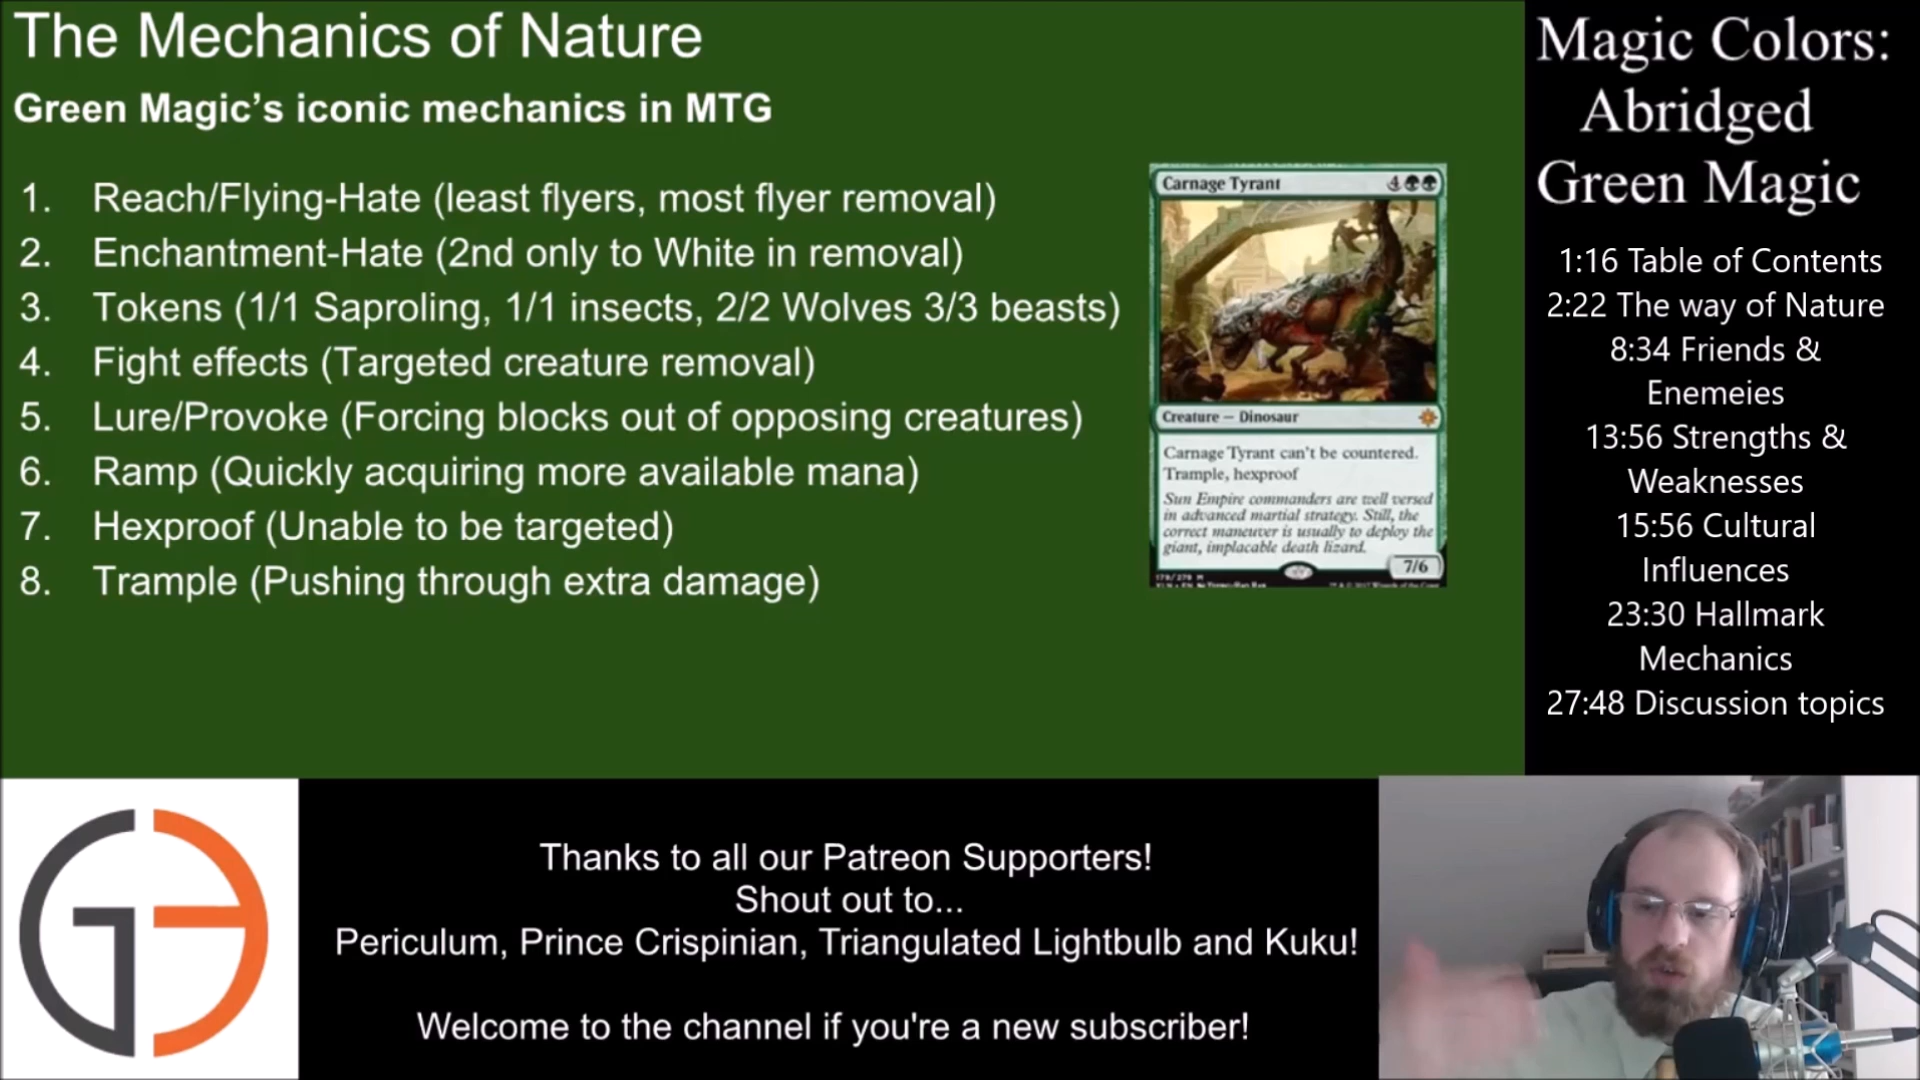 The Mechanics of Nature
Green Magic's iconic mechanics in MTG
1. Reach/Flying-Hate (least flyers, most flyer removal)
2. Enchantment-Hate (2nd only to White in removal)
3. Tokens (1/1 Saproling, 1/1 insects, 2/2 Wolves 3/3 beasts)
4. Fight effects (Targeted creature removal)
5. Lure/Provoke (Forcing blocks out of opposing creatures)
6. Ramp (Quickly acquiring more available mana)
7. Hexproof (Unable to be targeted)
8. Trample (Pushing through extra damage)
Carnage Tyrant 4
Creature — Dinosaur
Carnage Tyrant can't be countered.
Trample, hexproof
Sun Empire commanders are well versed
in advanced martial strategy. Still, the
correct maneuver is usually to deploy the
giant, implacable death lizard.
7/6
Magic Colors:
Abridged
Green Magic
1:16 Table of Contents
2:22 The way of Nature
8:34 Friends &
Enemeies
13:56 Strengths &
Weaknesses
15:56 Cultural
Influences
23:30 Hallmark
Mechanics
27:48 Discussion topics
Thanks to all our Patreon Supporters!
Shout out to...
Periculum, Prince Crispinian, Triangulated Lightbulb and Kuku!
Welcome to the channel if you're a new subscriber!